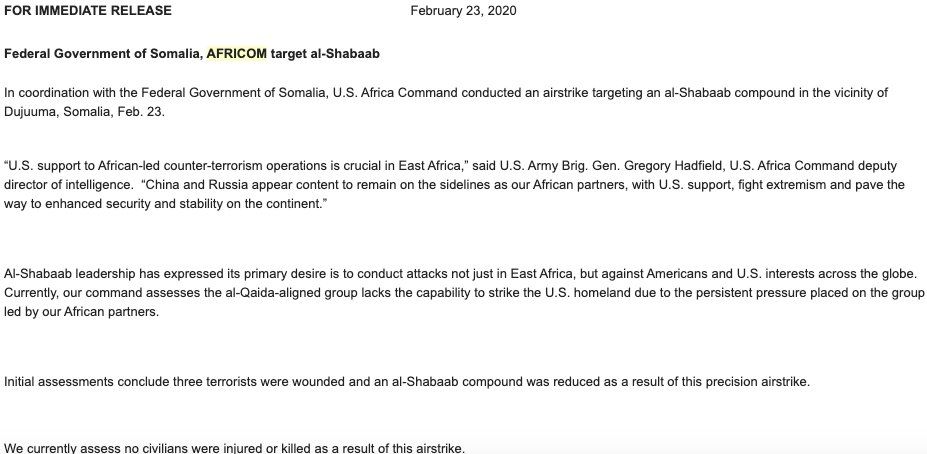 FOR IMMEDIATE RELEASE February 23, 2020
Federal Government of Somalia, AFRICOM target al-Shabaab
In coordination with the Federal Government of Somalia, U.S. Africa Command conducted an airstrike targeting an al-Shabaab compound in the vicinity of
Dujuuma, Somalia, Feb. 23.
“U.S. support to African-led counter-terrorism operations is crucial in East Africa,” said U.S. Army Brig. Gen. Gregory Hadfield, U.S. Africa Command deputy
director of intelligence.  “China and Russia appear content to remain on the sidelines as our African partners, with U.S. support, fight extremism and pave the
way to enhanced security and stability on the continent.”
Al-Shabaab leadership has expressed its primary desire is to conduct attacks not just in East Africa, but against Americans and U.S. interests across the globe.
Currently, our command assesses the al-Qaida-aligned group lacks the capability to strike the U.S. homeland due to the persistent pressure placed on the group
led by our African partners.
Initial assessments conclude three terrorists were wounded and an al-Shabaab compound was reduced as a result of this precision airstrike.
We currently assess no civilians were injured or killed as a result of this airstrike.